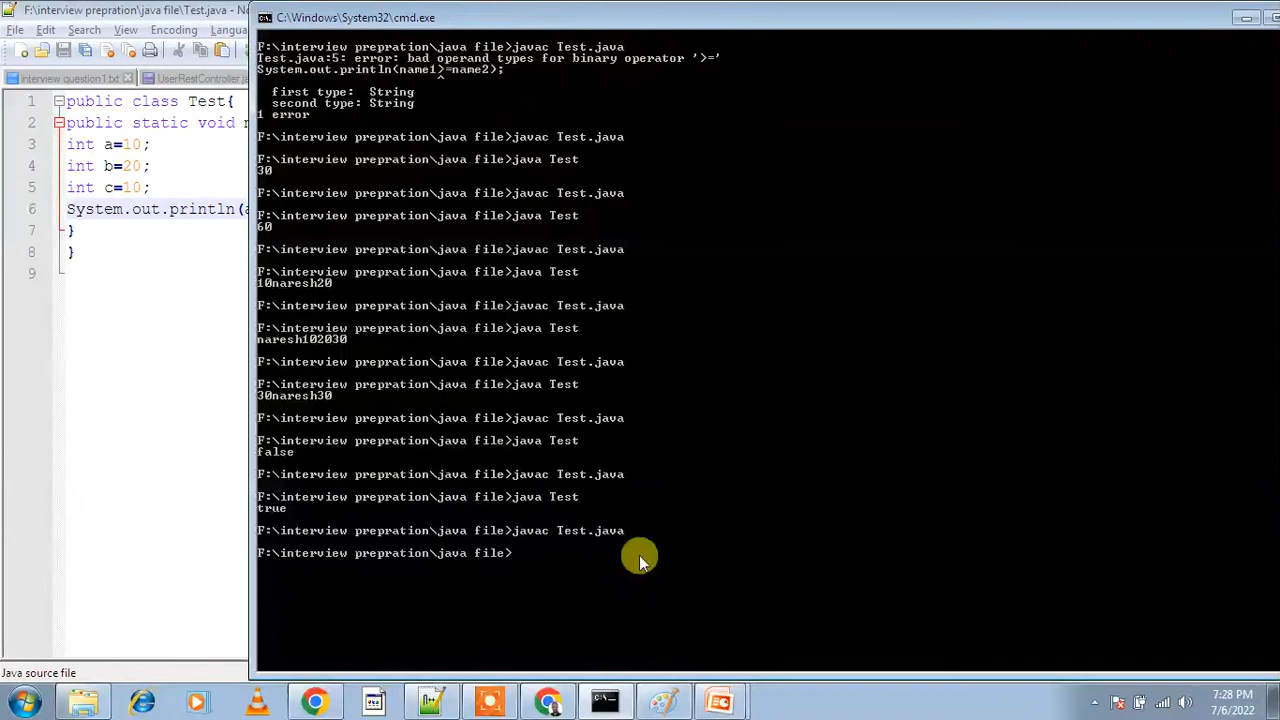 F:\interview prepration\java file\Test.java - Notepad
File Edit Search View Encoding Langua
interview question1.txt UserRestController.ja
1 public class Test{
2 public static void
3 int a=10;
4 int b=20;
5 int c=10;
6 System.out.println(
7 }
8 }
9
Java source file
C:\Windows\System32\cmd.exe
F:\interview prepration\java file>javac Test.java
Test.java:5: error: bad operand types for binary operator '>='
System.out.println(name1>=name2);
^
first type:  String
second type: String
1 error
F:\interview prepration\java file>javac Test.java
F:\interview prepration\java file>java Test
30
F:\interview prepration\java file>javac Test.java
F:\interview prepration\java file>java Test
60
F:\interview prepration\java file>javac Test.java
F:\interview prepration\java file>java Test
10naresh20
F:\interview prepration\java file>javac Test.java
F:\interview prepration\java file>java Test
naresh102030
F:\interview prepration\java file>javac Test.java
F:\interview prepration\java file>java Test
30naresh30
F:\interview prepration\java file>javac Test.java
F:\interview prepration\java file>java Test
false
F:\interview prepration\java file>javac Test.java
F:\interview prepration\java file>java Test
true
F:\interview prepration\java file>javac Test.java
F:\interview prepration\java file>
7:28 PM
7/6/2022